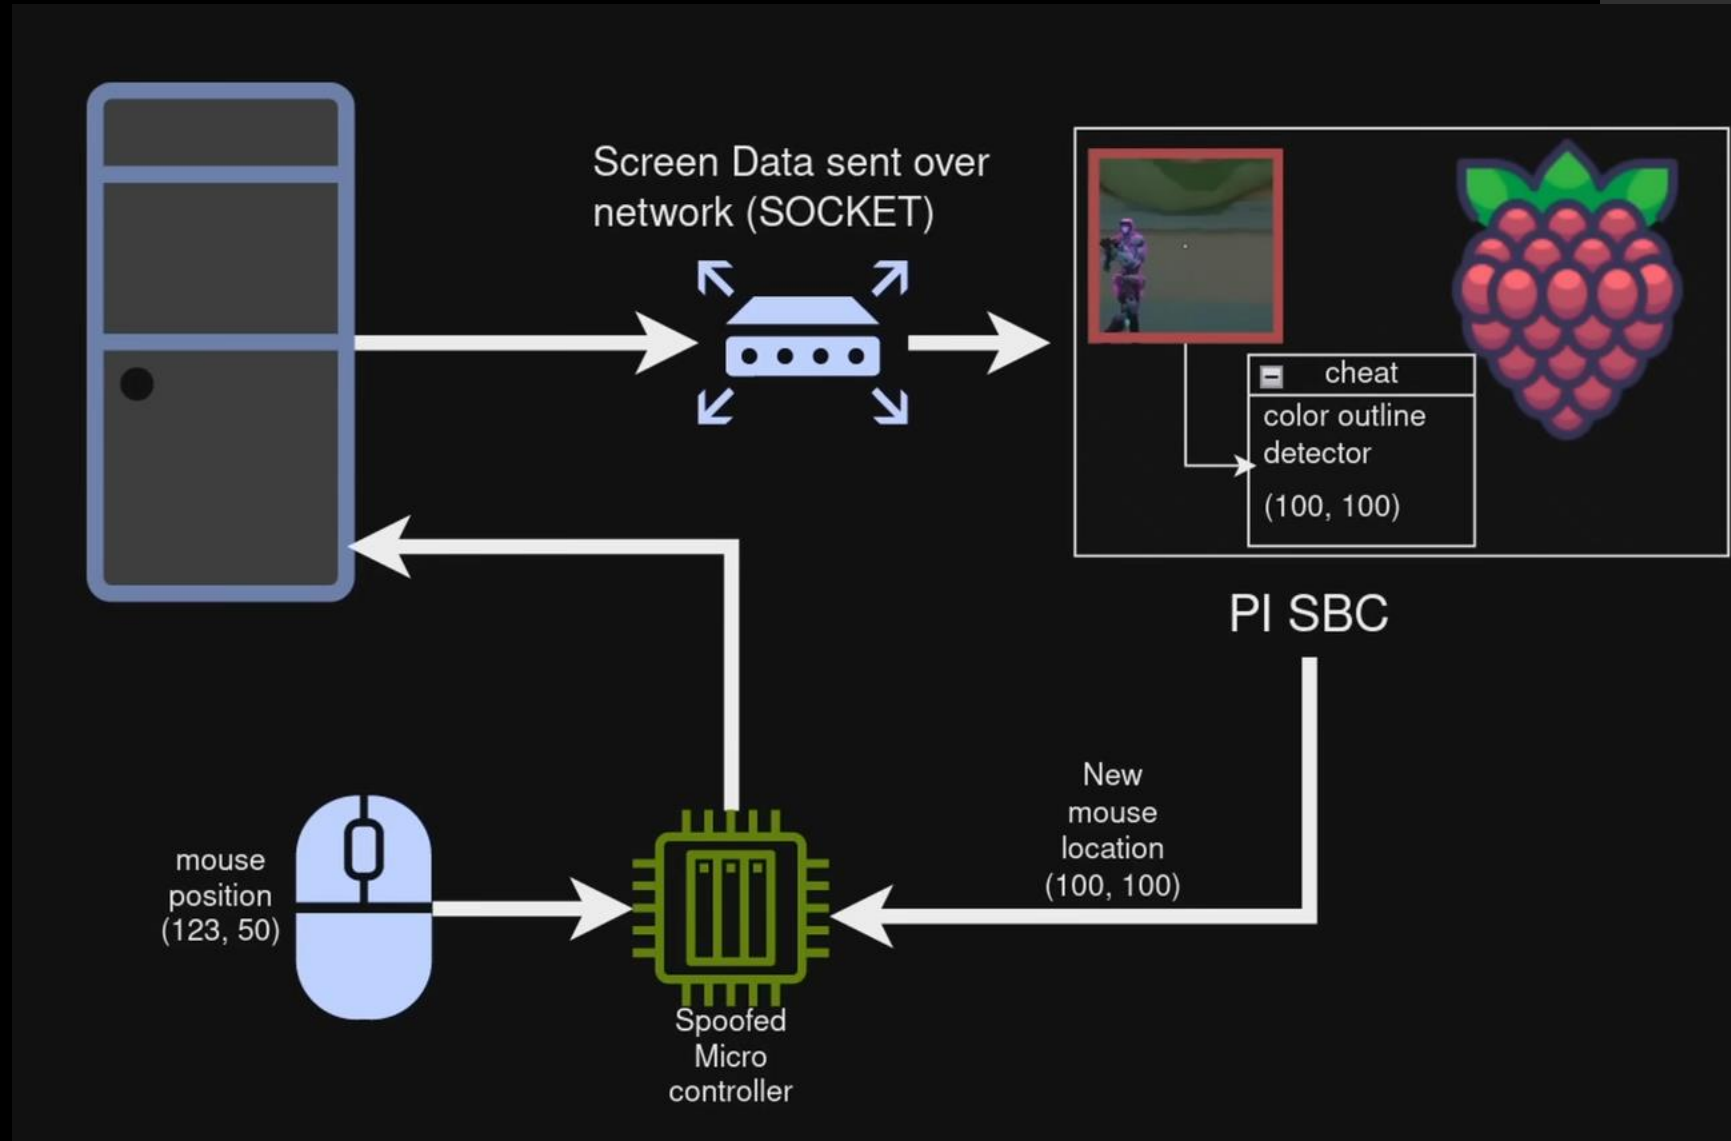 Screen Data sent over
network (SOCKET)
cheat
color outline
detector
(100, 100)
PI SBC
New
mouse
location
(100, 100)
mouse
position
(123, 50)
Spoofed
Micro
controller